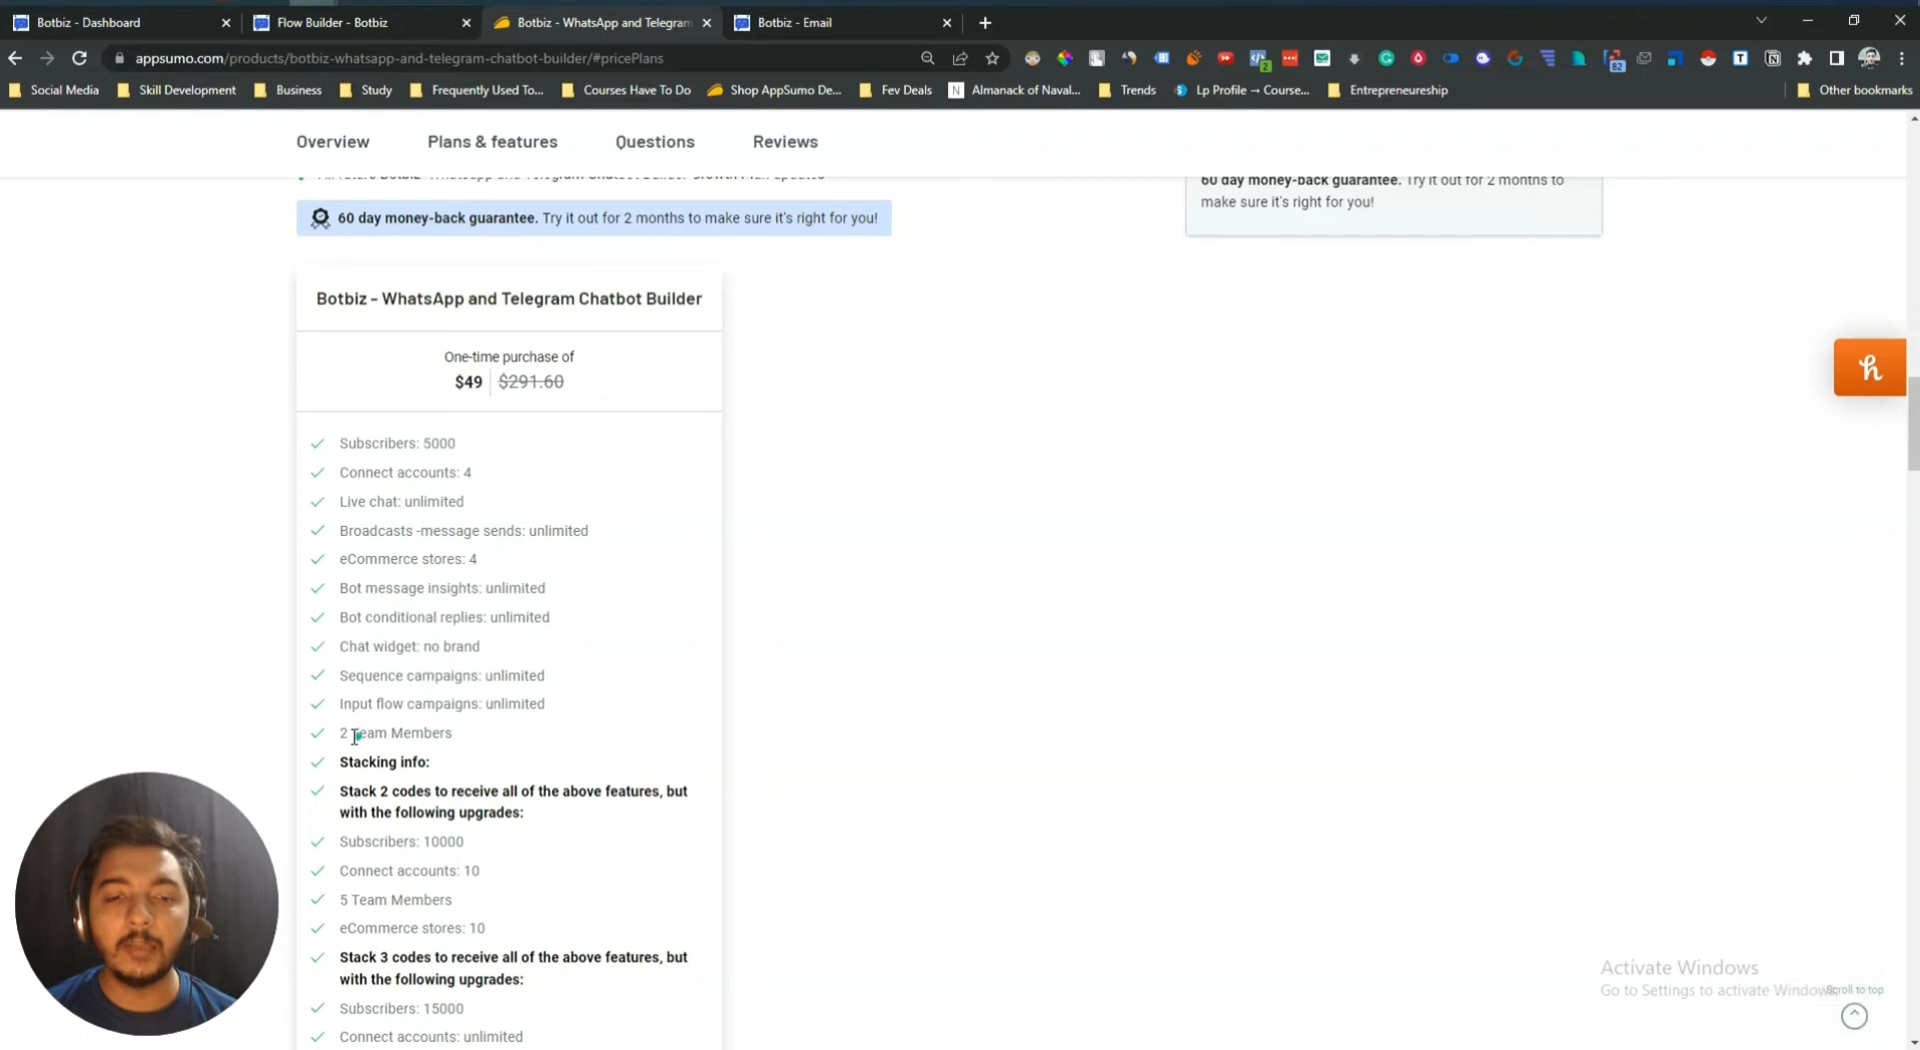 Botbiz - Dashboard
Flow Builder - Botbiz
Botbiz - WhatsApp and Telegram
Botbiz - Email
appsumo.com/products/botbiz-whatsapp-and-telegram-chatbot-builder/#pricePlans
2
82
Social Media
Skill Development
Business
Study
Frequently Used To...
Courses Have To Do
Shop AppSumo De...
Fev Deals
Almanack of Naval...
Trends
Lp Profile → Course...
Entrepreneureship
Other bookmarks
Overview
Plans & features
Questions
Reviews
60 day money-back guarantee. Try it out for 2 months to make sure it's right for you!
60 day money-back guarantee. Try it out for 2 months to
make sure it's right for you!
Botbiz - WhatsApp and Telegram Chatbot Builder
One-time purchase of
$49 $291.60
Subscribers: 5000
Connect accounts: 4
Live chat: unlimited
Broadcasts -message sends: unlimited
eCommerce stores: 4
Bot message insights: unlimited
Bot conditional replies: unlimited
Chat widget: no brand
Sequence campaigns: unlimited
Input flow campaigns: unlimited
2 Team Members
Stacking info:
Stack 2 codes to receive all of the above features, but
with the following upgrades:
Subscribers: 10000
Connect accounts: 10
5 Team Members
eCommerce stores: 10
Stack 3 codes to receive all of the above features, but
with the following upgrades:
Subscribers: 15000
Connect accounts: unlimited
Activate Windows
Go to Settings to activate Windows.
Scroll to top